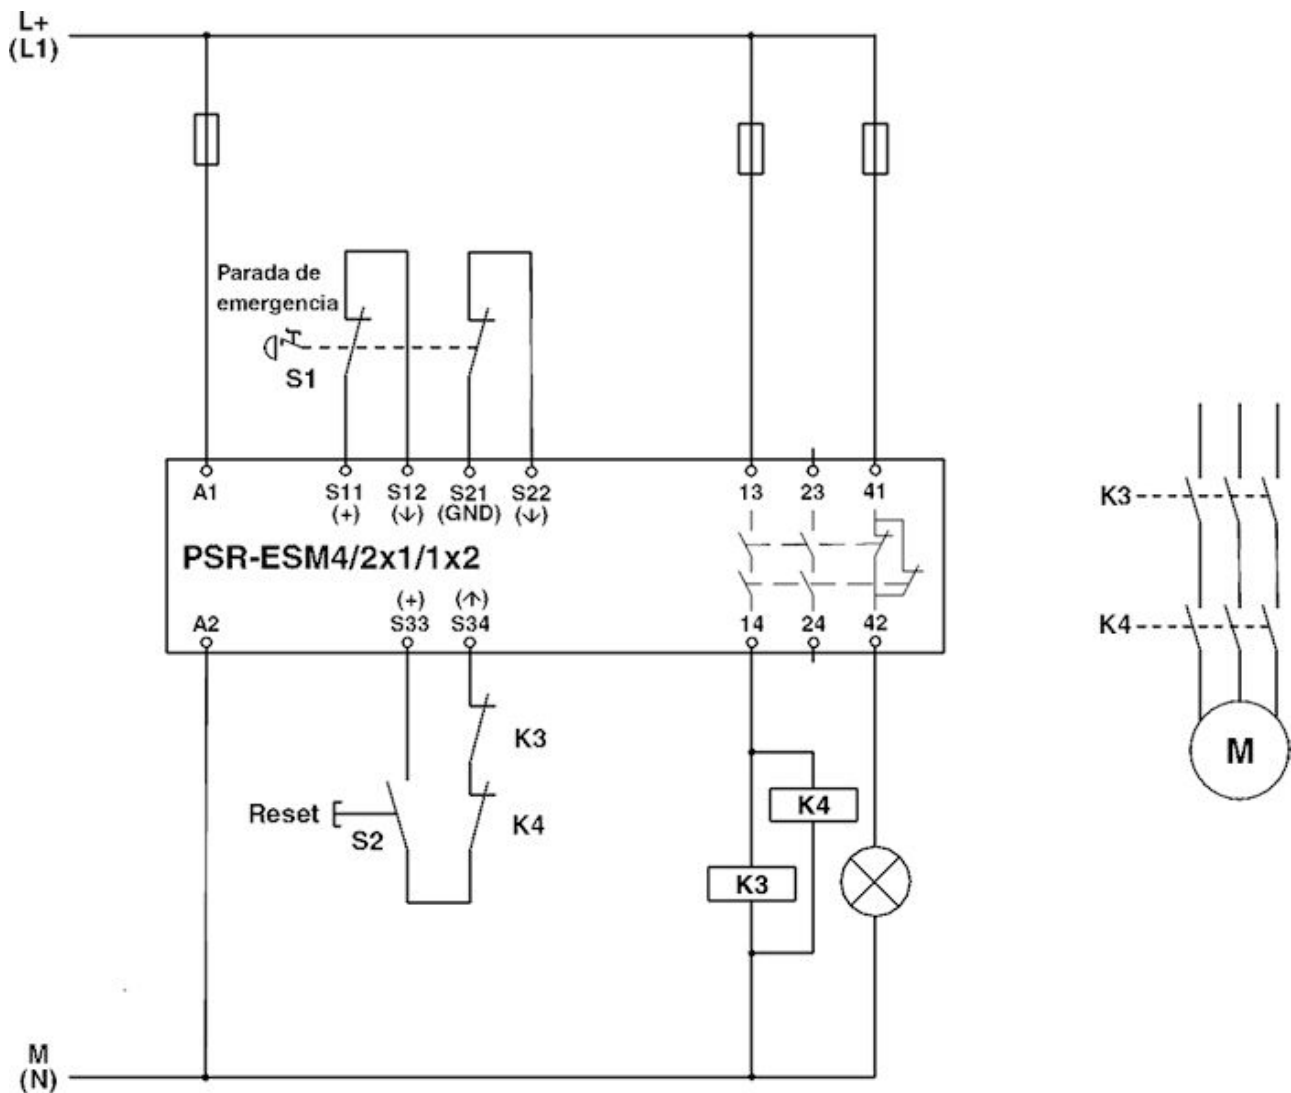 L+
(L1)
Parada de
emergencia
S1
A1 S11 S12 S21 S22 13 23 41
(+) (↓) (GND) (↓)
PSR-ESM4/2x1/1x2
(+) (↑)
A2 S33 S34 14 24 42
K3
Reset
S2
K4
K4
K3
M
(N)
K3
K4
M